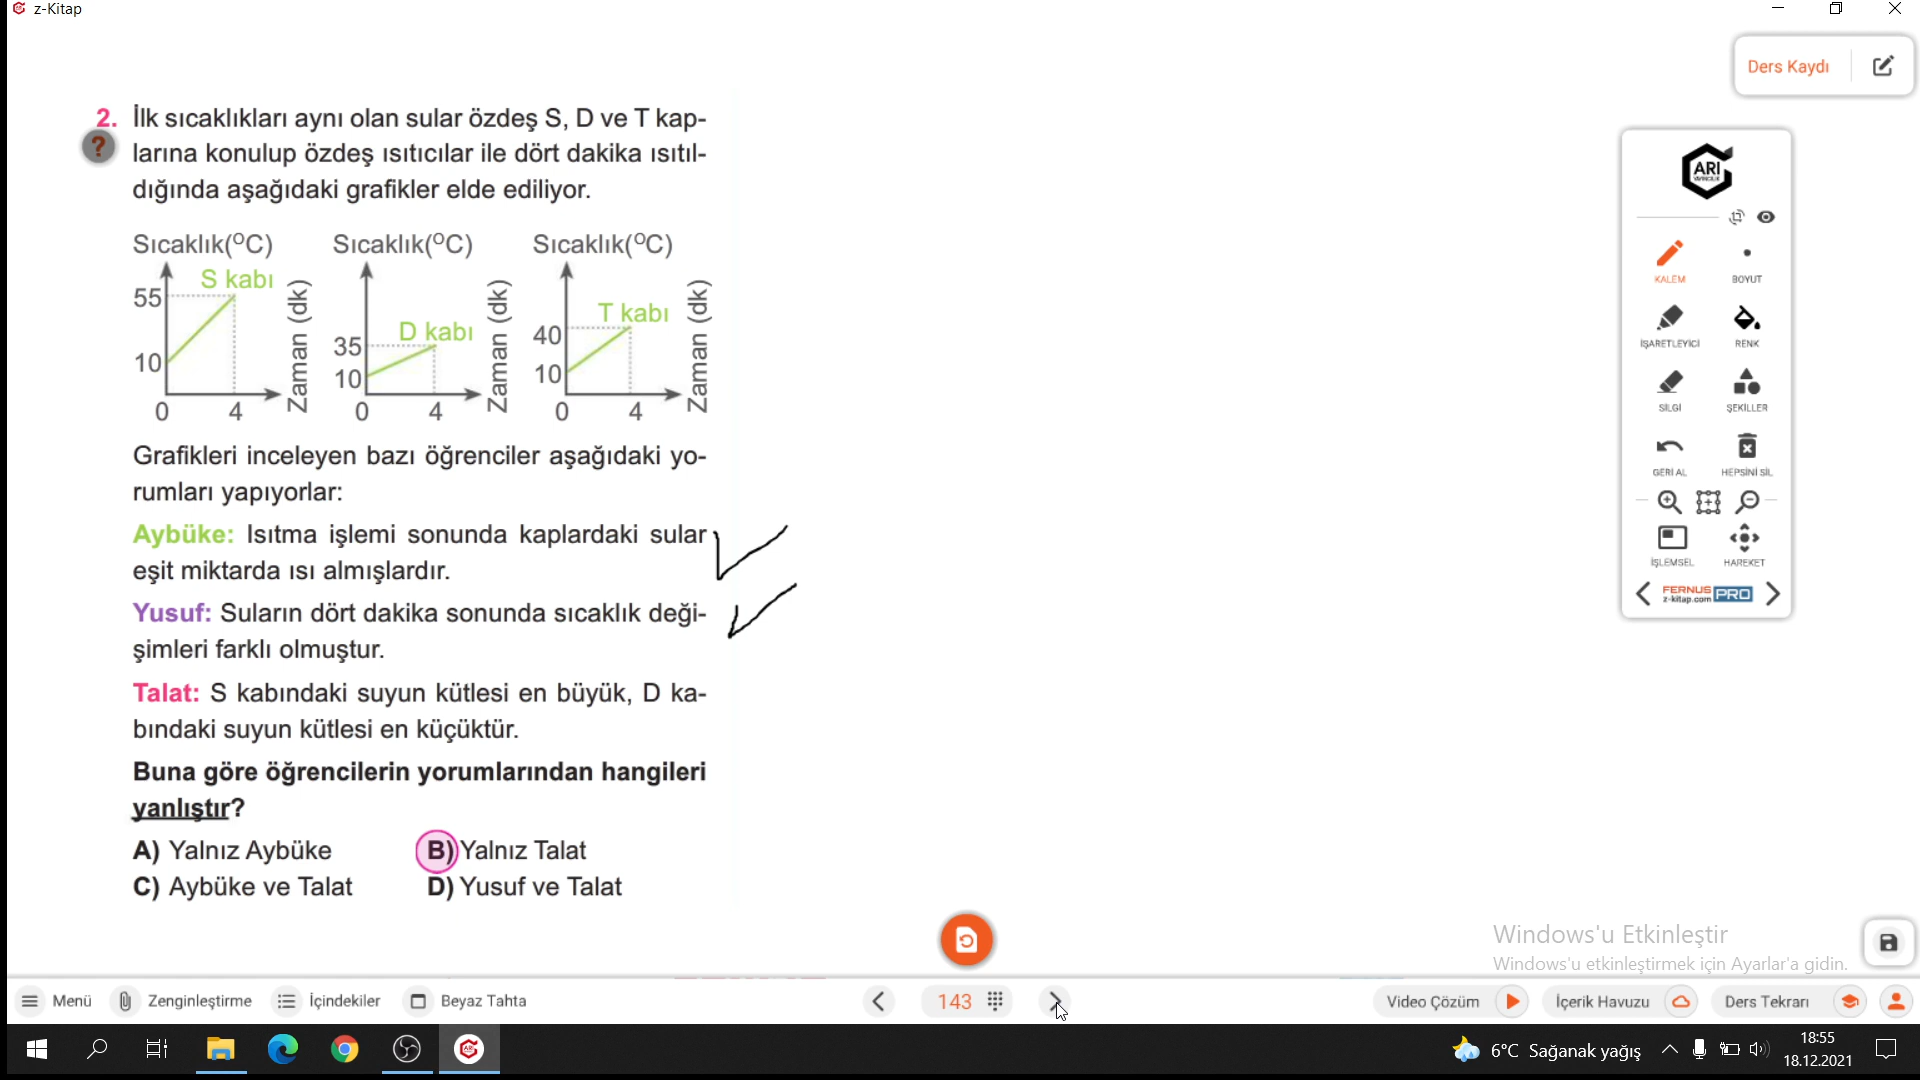 z-Kitap
Ders Kaydı
2. İlk sıcaklıkları aynı olan sular özdeş S, D ve T kap-
?
larına konulup özdeş ısıtıcılar ile dört dakika ısıtıl-
dığında aşağıdaki grafikler elde ediliyor.
Sıcaklık(°C) Sıcaklık(°C) Sıcaklık(°C)
S kabı
55
10
0 4
Zaman (dk)
D kabı
35
10
0 4
Zaman (dk)
T kabı
40
10
0 4
Zaman (dk)
Grafikleri inceleyen bazı öğrenciler aşağıdaki yo-
rumları yapıyorlar:
Aybüke: Isıtma işlemi sonunda kaplardaki sular
eşit miktarda ısı almışlardır.
Yusuf: Suların dört dakika sonunda sıcaklık deği-
şimleri farklı olmuştur.
Talat: S kabındaki suyun kütlesi en büyük, D ka-
bındaki suyun kütlesi en küçüktür.
Buna göre öğrencilerin yorumlarından hangileri
yanlıştır?
A) Yalnız Aybüke B) Yalnız Talat
C) Aybüke ve Talat D) Yusuf ve Talat
ARI
KALEM BOYUT
İŞARETLEYİCİ RENK
SİLGİ ŞEKİLLER
GERİ AL HEPSİNİ SİL
İŞLEMSEL HAREKET
FERNUS
z-kitap.com PRO
Windows'u Etkinleştir
Windows'u etkinleştirmek için Ayarlar'a gidin.
Menü Zenginleştirme İçindekiler Beyaz Tahta 143 Video Çözüm İçerik Havuzu Ders Tekrarı
6°C Sağanak yağış
18:55
18.12.2021